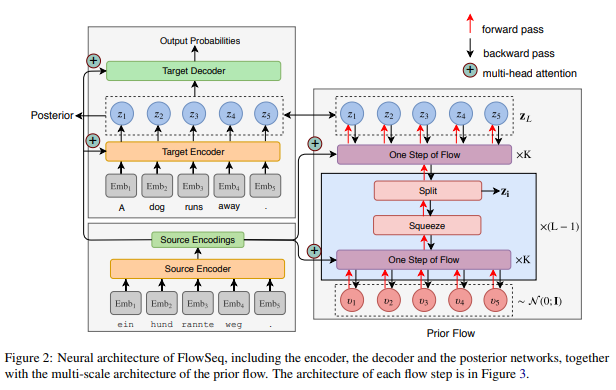 forward pass
backward pass
multi-head attention
Output Probabilities
Target Decoder
Posterior
z1 z2 z3 z4 z5
Target Encoder
Emb1 Emb2 Emb3 Emb4 Emb5
A dog runs away .
Source Encodings
Source Encoder
Emb1 Emb2 Emb3 Emb4 Emb5
ein hund rannte weg .
z1 z2 z3 z4 z5 zL
One Step of Flow ×K
Split zi
Squeeze
×(L − 1)
One Step of Flow ×K
υ1 υ2 υ3 υ4 υ5 ∼ 𝒩(0; I)
Prior Flow
Figure 2: Neural architecture of FlowSeq, including the encoder, the decoder and the posterior networks, together
with the multi-scale architecture of the prior flow. The architecture of each flow step is in Figure 3.